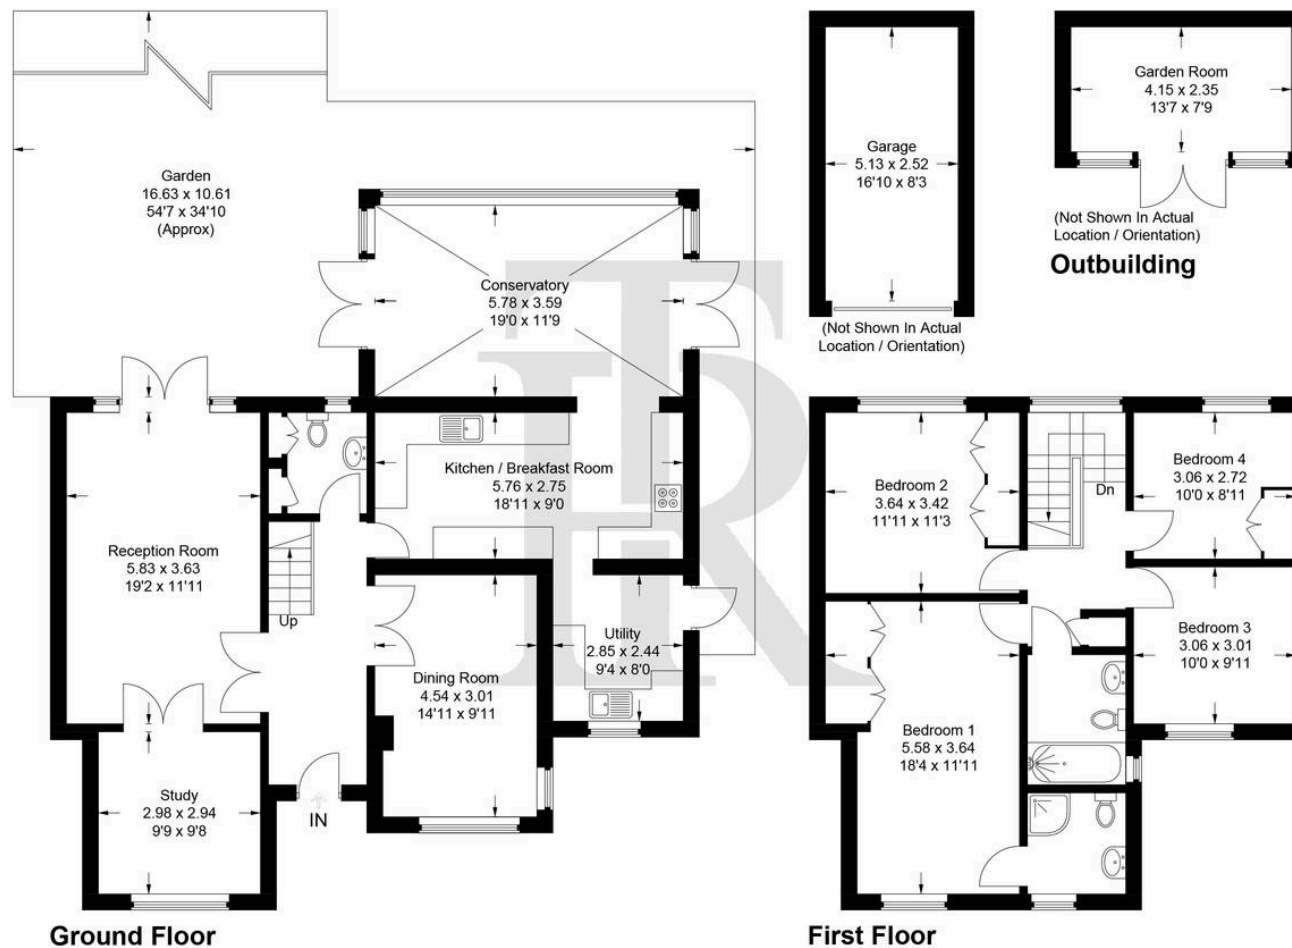 Garden
16.63 x 10.61
54'7 x 34'10
(Approx)
Conservatory
5.78 x 3.59
19'0 x 11'9
Kitchen / Breakfast Room
5.76 x 2.75
18'11 x 9'0
Reception Room
5.83 x 3.63
19'2 x 11'11
Up
Utility
2.85 x 2.44
9'4 x 8'0
Dining Room
4.54 x 3.01
14'11 x 9'11
Study
2.98 x 2.94
9'9 x 9'8
IN
Ground Floor
Garage
5.13 x 2.52
16'10 x 8'3
(Not Shown In Actual
Location / Orientation)
Garden Room
4.15 x 2.35
13'7 x 7'9
(Not Shown In Actual
Location / Orientation)
Outbuilding
Bedroom 2
3.64 x 3.42
11'11 x 11'3
Dn
Bedroom 4
3.06 x 2.72
10'0 x 8'11
Bedroom 3
3.06 x 3.01
10'0 x 9'11
Bedroom 1
5.58 x 3.64
18'4 x 11'11
First Floor